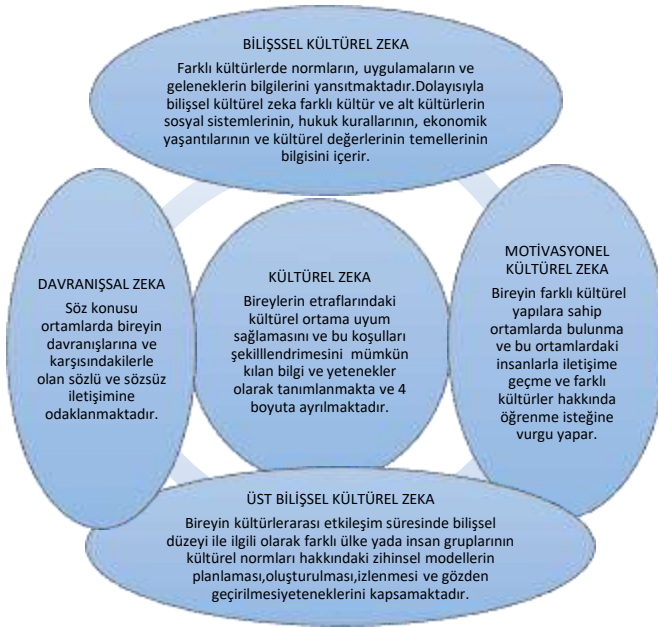 BİLİŞSSEL KÜLTÜREL ZEKA
Farklı kültürlerde normların, uygulamaların ve
geleneklerin bilgilerini yansıtmaktadır.Dolayısıyla
bilişsel kültürel zeka farklı kültür ve alt kültürlerin
sosyal sistemlerinin, hukuk kurallarının, ekonomik
yaşantılarının ve kültürel değerlerinin temellerinin
bilgisini içerir.
DAVRANIŞSAL ZEKA
Söz konusu
ortamlarda bireyin
davranışlarına ve
karşısındakilerle
olan sözlü ve sözsüz
iletişimine
odaklanmaktadır.
KÜLTÜREL ZEKA
Bireylerin etraflarındaki
kültürel ortama uyum
sağlamasını ve bu koşulları
şekilllendrimesini mümkün
kılan bilgi ve yetenekler
olarak tanımlanmakta ve 4
boyuta ayrılmaktadır.
MOTİVASYONEL
KÜLTÜREL ZEKA
Bireyin farklı kültürel
yapılara sahip
ortamlarda bulunma
ve bu ortamlardaki
insanlarla iletişime
geçme ve farklı
kültürler hakkında
öğrenme isteğine
vurgu yapar.
ÜST BİLİŞSEL KÜLTÜREL ZEKA
Bireyin kültürlerarası etkileşim süresinde bilişsel
düzeyi ile ilgili olarak farklı ülke yada insan gruplarının
kültürel normları hakkındaki zihinsel modellerin
planlaması,oluşturulması,izlenmesi ve gözden
geçirilmesiyeteneklerini kapsamaktadır.